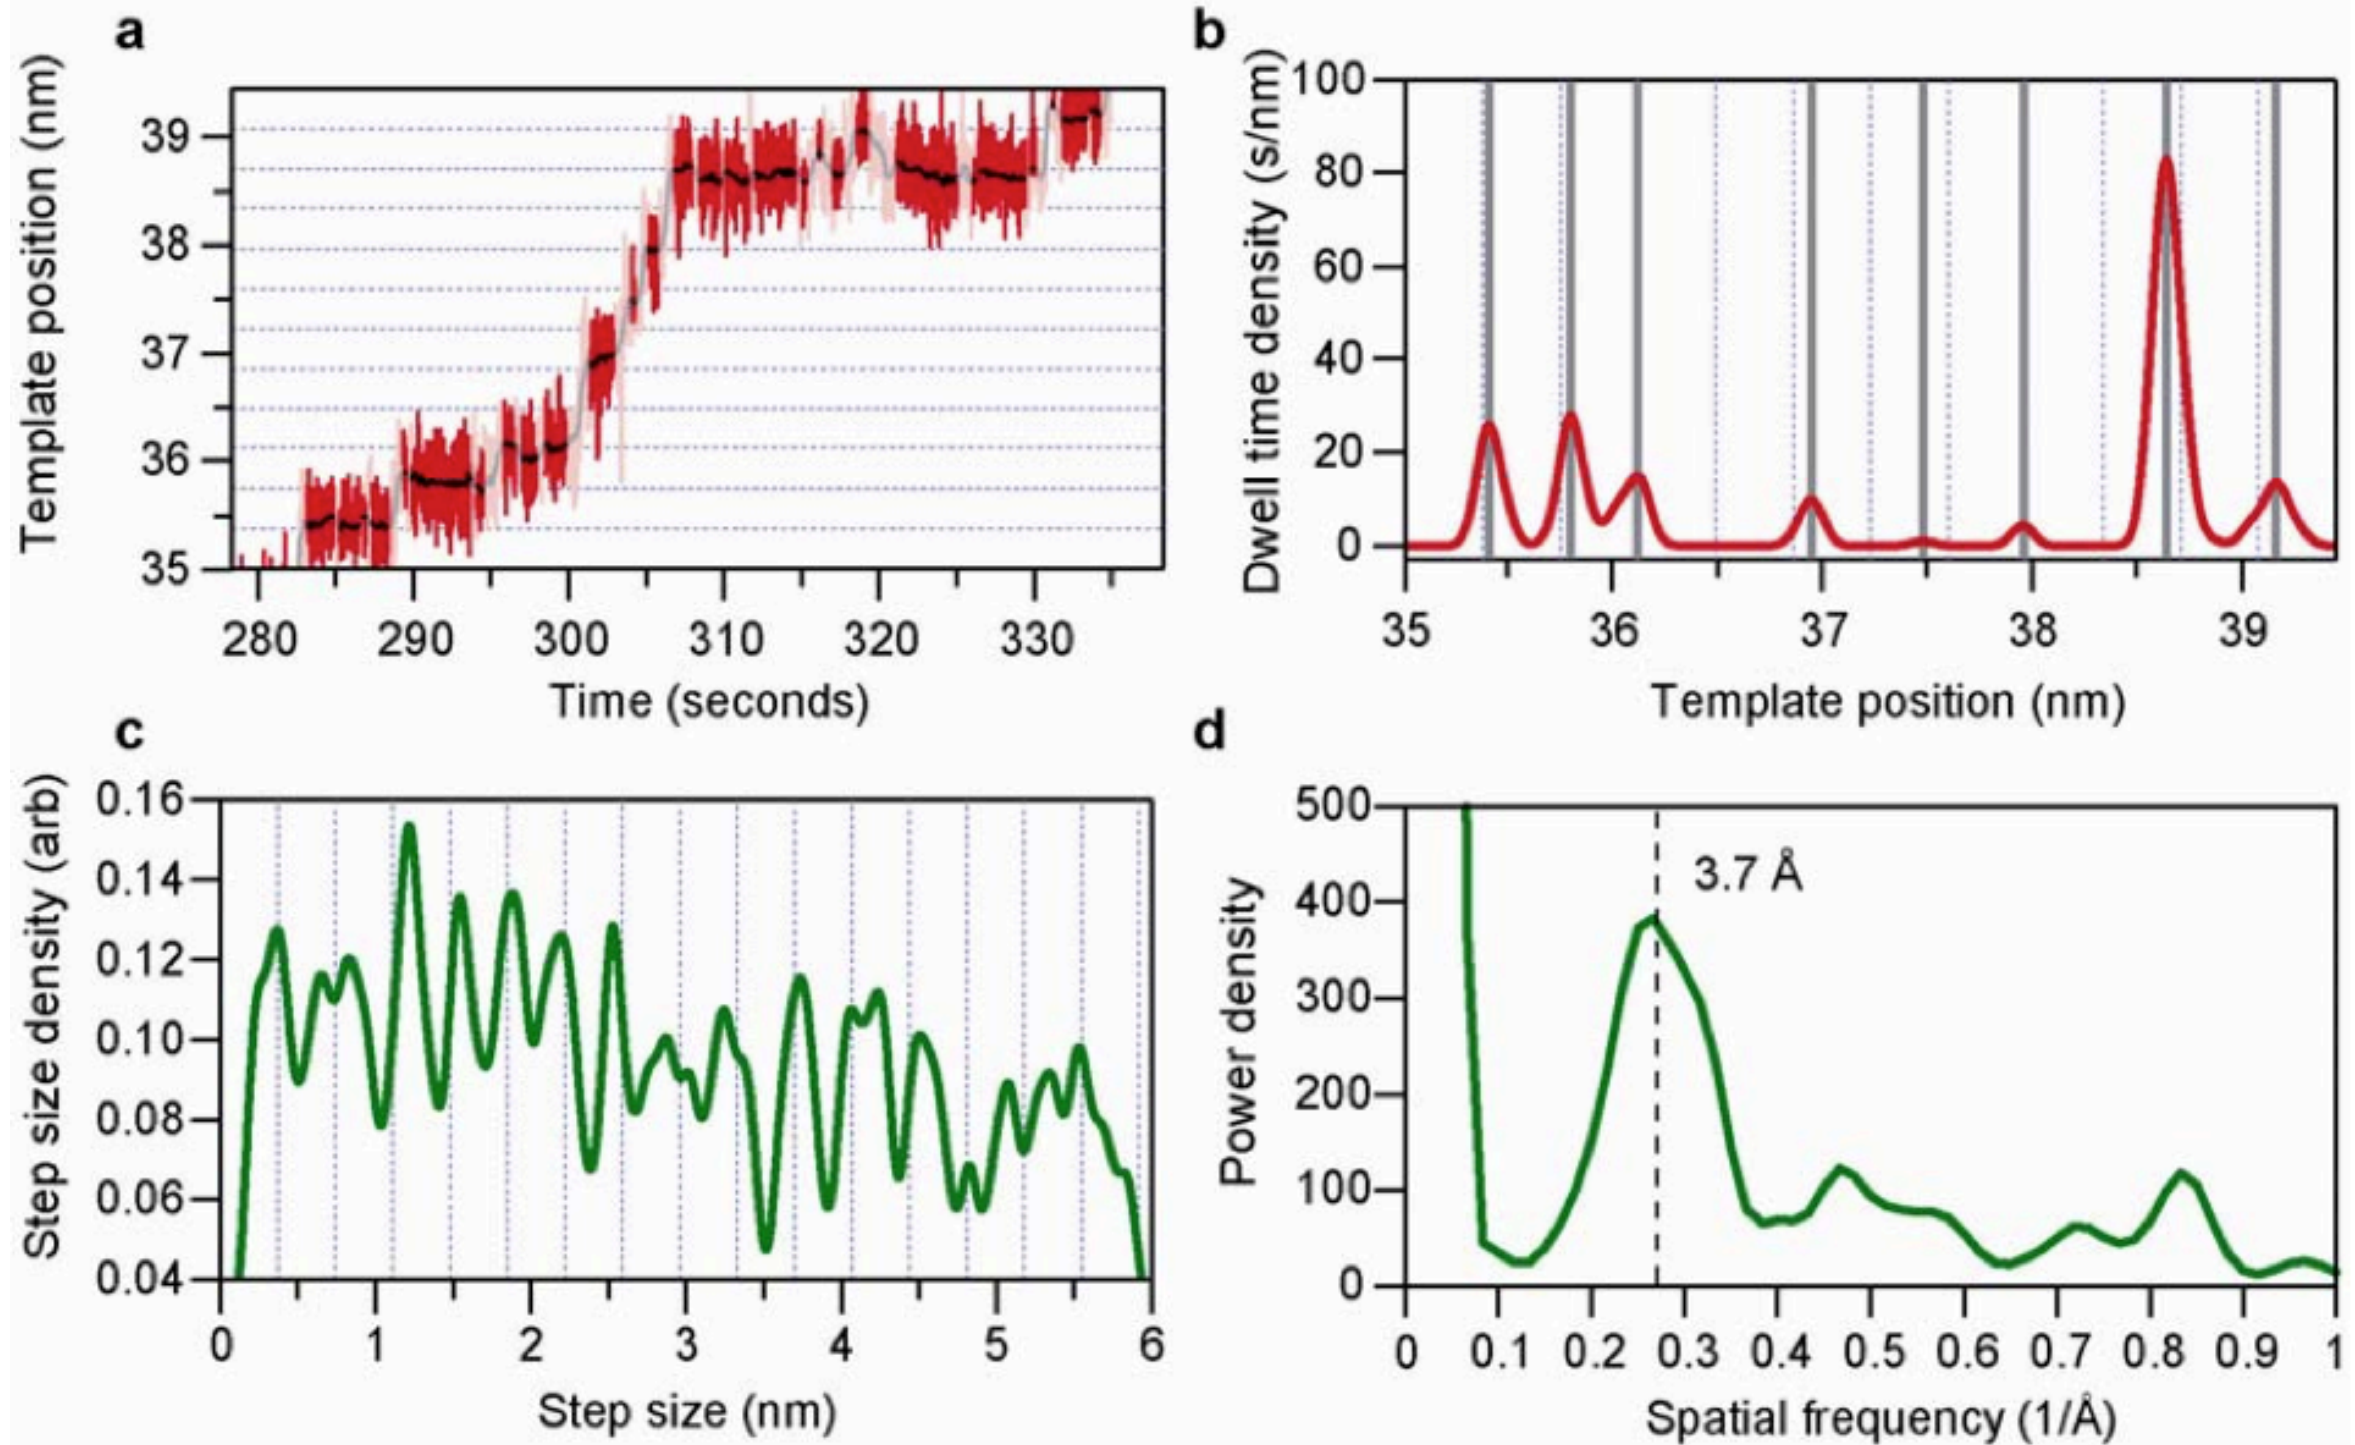 a
Template position (nm)
39
38
37
36
35
280 290 300 310 320 330
Time (seconds)
b
Dwell time density (s/nm)
100
80
60
40
20
0
35 36 37 38 39
Template position (nm)
c
Step size density (arb)
0.16
0.14
0.12
0.10
0.08
0.06
0.04
0 1 2 3 4 5 6
Step size (nm)
d
Power density
500
400
300
200
100
0
3.7 Å
0 0.1 0.2 0.3 0.4 0.5 0.6 0.7 0.8 0.9 1
Spatial frequency (1/Å)